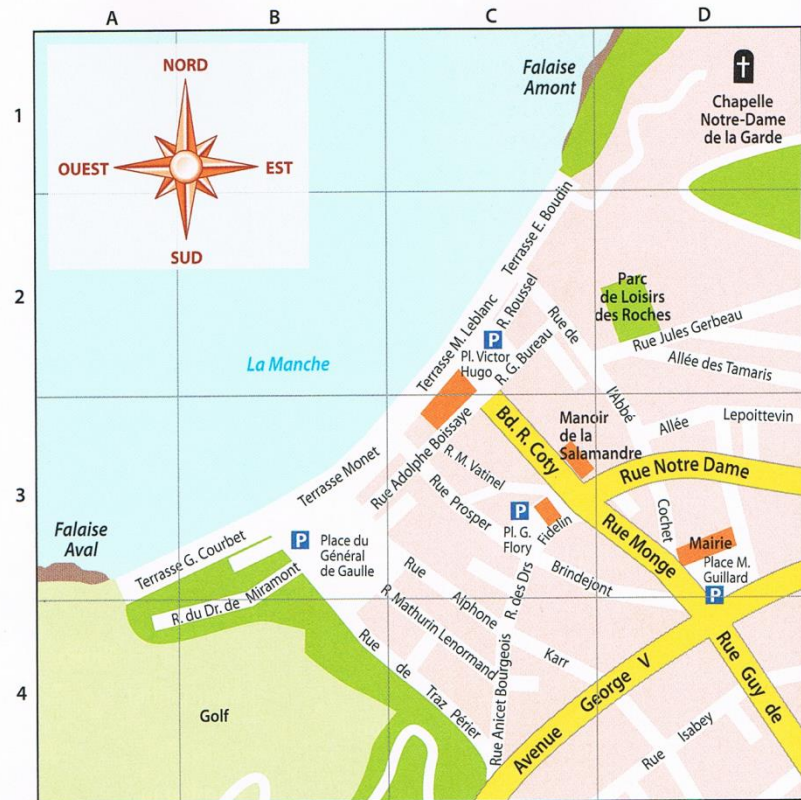 A
B
C
D
1
2
3
4
NORD
OUEST
EST
SUD
Falaise
Amont
Chapelle
Notre-Dame
de la Garde
Terrasse E. Boudin
Parc
de Loisirs
des Roches
Terrasse M. Leblanc
R. Roussel
Rue de
l'Abbé
Cochet
P
Pl. Victor
Hugo
R. G. Bureau
Rue Jules Gerbeau
Allée des Tamaris
La Manche
Bd. R. Coty
Manoir
de la
Salamandre
Allée
Lepoittevin
Rue Notre Dame
Terrasse Monet
Rue Adolphe Boissaye
R. M. Vatinel
Rue Prosper
Brindejont
P
Pl. G.
Flory
R. des Drs
Fidelin
Rue Monge
Mairie
Place M.
Guillard
P
Falaise
Aval
Terrasse G. Courbet
P
Place du
Général
de Gaulle
R. du Dr. de Miramont
Rue Alphone Karr
R. Mathurin Lenormand
Rue de Traz Périer
Rue Anicet Bourgeois
Avenue George V
Rue Guy de
Rue Isabey
Golf